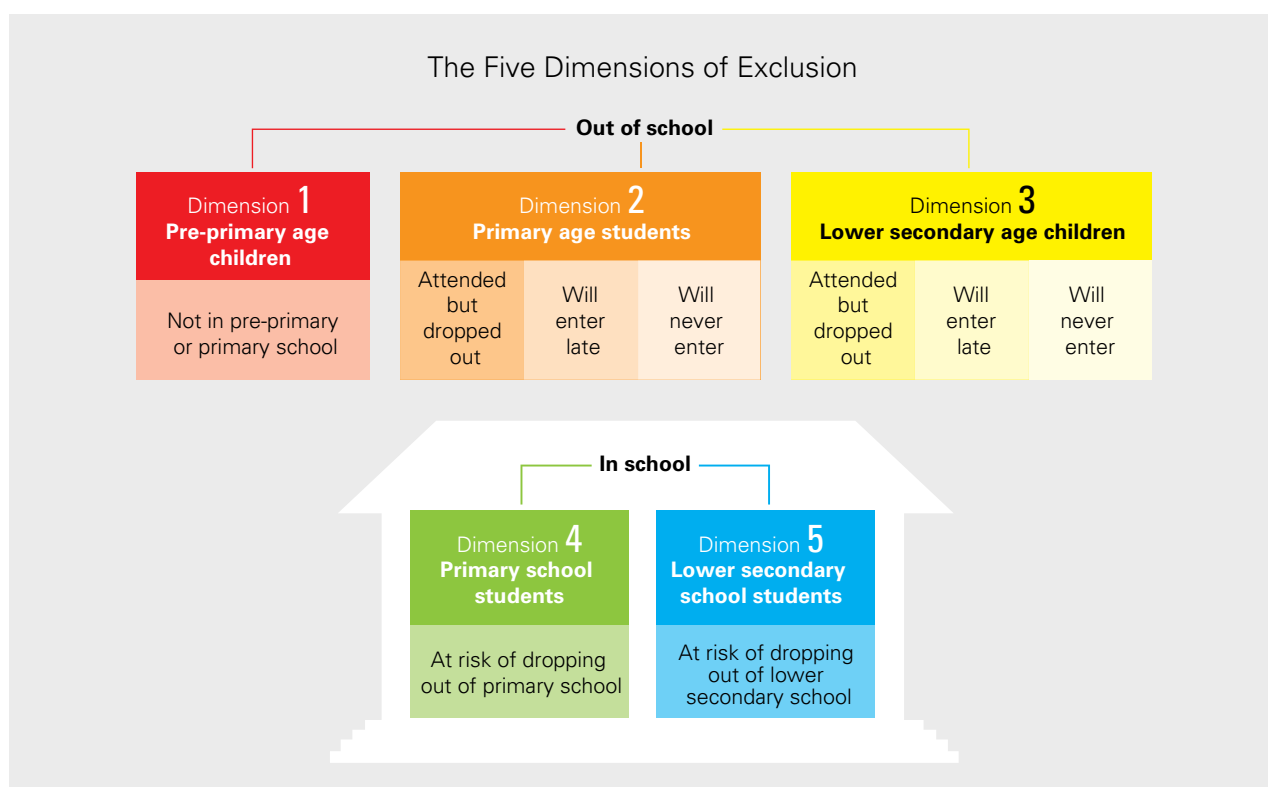 The Five Dimensions of Exclusion
Out of school
Dimension 1
Pre-primary age
children
Not in pre-primary
or primary school
Dimension 2
Primary age students
Attended
but
dropped
out
Will
enter
late
Will
never
enter
Dimension 3
Lower secondary age children
Attended
but
dropped
out
Will
enter
late
Will
never
enter
In school
Dimension 4
Primary school
students
At risk of dropping
out of primary school
Dimension 5
Lower secondary
school students
At risk of dropping
out of lower
secondary school